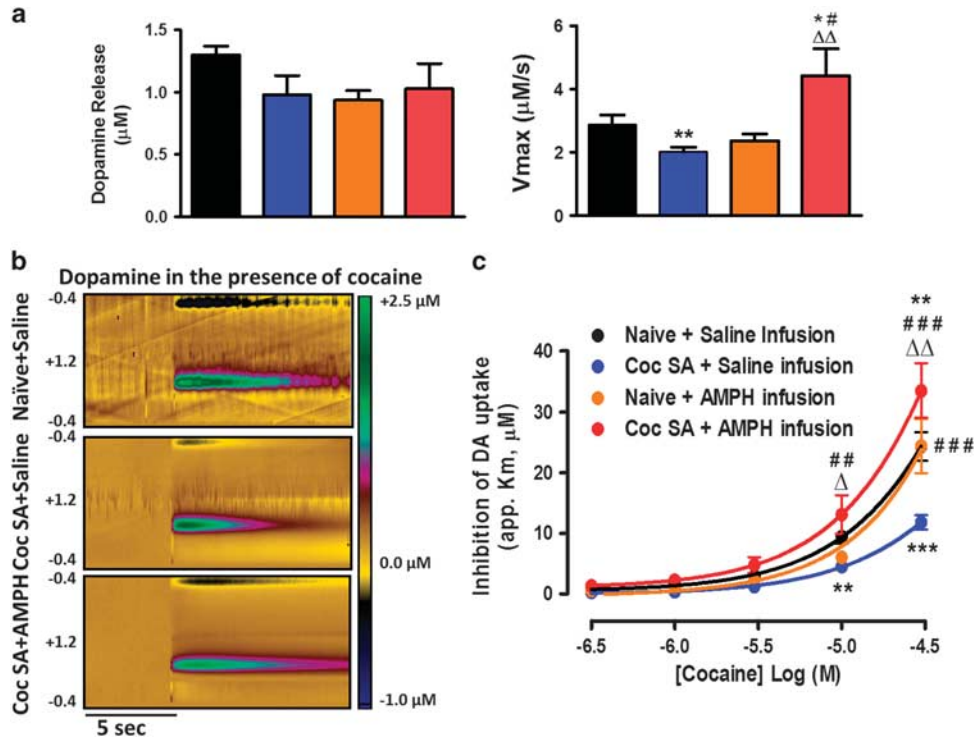 a
Dopamine Release
(μM)
1.5
1.0
0.5
0.0
Vmax (μM/s)
6
4
2
0
**
* #
ΔΔ
b
Dopamine in the presence of cocaine
Naïve+Saline
-0.4
+1.2
-0.4
Coc SA+Saline
-0.4
+1.2
-0.4
Coc SA+AMPH
-0.4
+1.2
-0.4
5 sec
+2.5 μM
0.0 μM
-1.0 μM
c
Naive + Saline Infusion
Coc SA + Saline infusion
Naive + AMPH infusion
Coc SA + AMPH infusion
Inhibition of DA uptake
(app. Km, μM)
40
30
20
10
0
**
###
ΔΔ
###
##
Δ
**
***
-6.5 -6.0 -5.5 -5.0 -4.5
[Cocaine] Log (M)